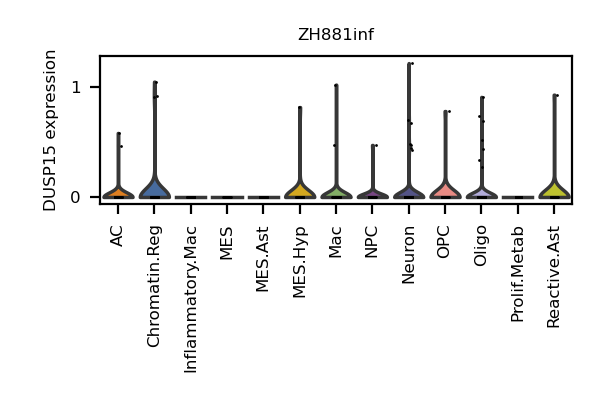 ZH881inf
DUSP15 expression
1
0
AC
Chromatin.Reg
Inflammatory.Mac
MES
MES.Ast
MES.Hyp
Mac
NPC
Neuron
OPC
Oligo
Prolif.Metab
Reactive.Ast